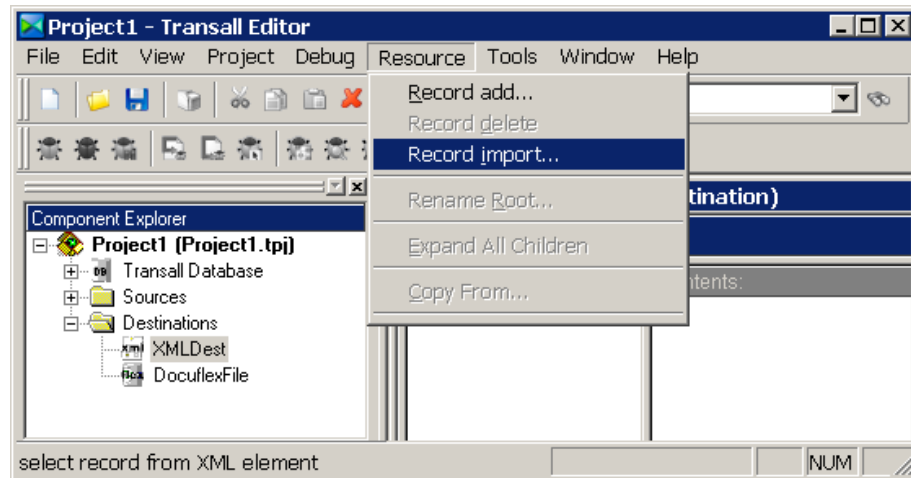 Project1 - Transall Editor
File Edit View Project Debug Resource Tools Window Help
Record add...
Record delete
Record import...
Rename Root...
Expand All Children
Copy From...
tination)
ntents:
Component Explorer
Project1 (Project1.tpj)
DB Transall Database
Sources
Destinations
xml XMLDest
flex DocuflexFile
select record from XML element
NUM